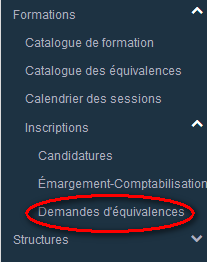 Formations
Catalogue de formation
Catalogue des équivalences
Calendrier des sessions
Inscriptions
Candidatures
Émargement-Comptabilisation
Demandes d'équivalences
Structures